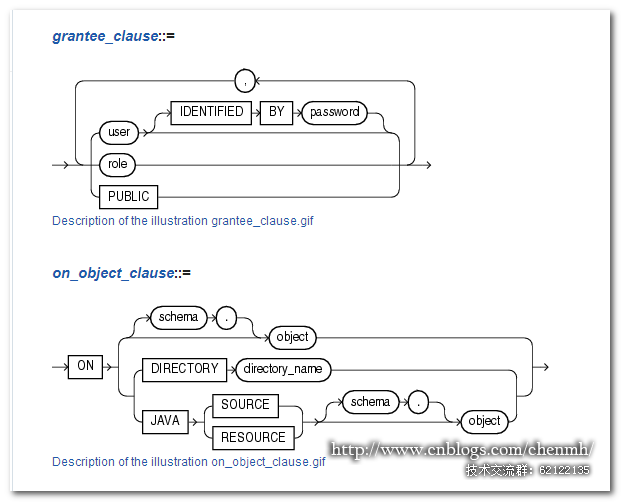 grantee_clause::=
,
IDENTIFIED BY password
user
role
PUBLIC
Description of the illustration grantee_clause.gif
on_object_clause::=
schema .
object
ON
DIRECTORY directory_name
SOURCE
schema .
JAVA
object
RESOURCE
http://www.cnblogs.com/chenmh/
Description of the illustration on_object_clause.gif
技术交流群：62122135